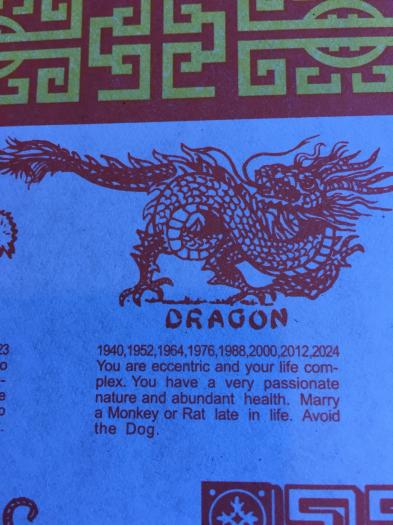 DRAGON
1940,1952,1964,1976,1988,2000,2012,2024
You are eccentric and your life com-
plex. You have a very passionate
nature and abundant health. Marry
a Monkey or Rat late in life. Avoid
the Dog.